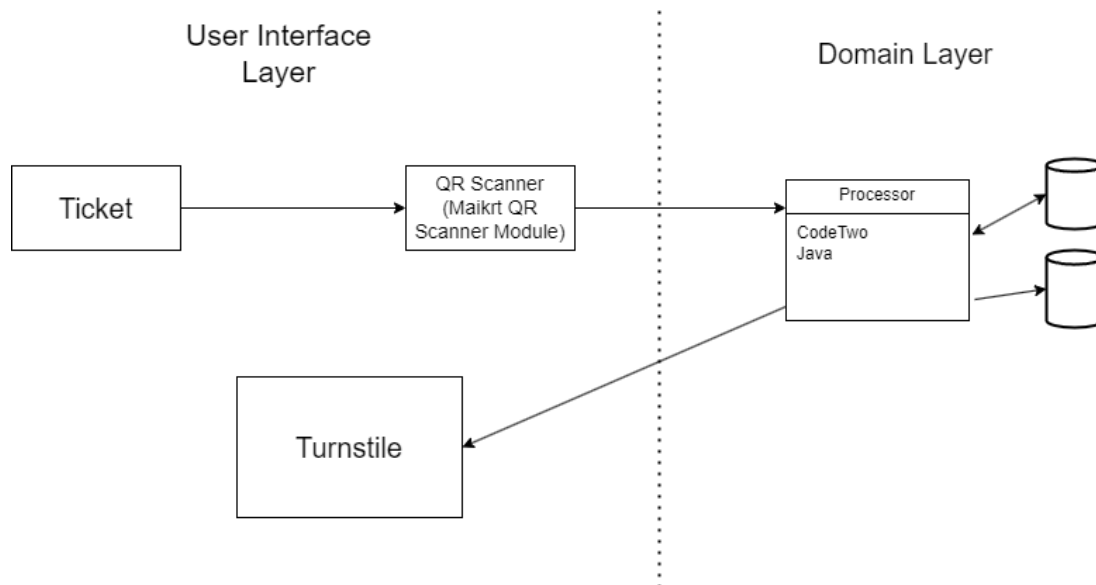 User Interface
Layer
Domain Layer
Ticket
QR Scanner
(Maikrt QR
Scanner Module)
Processor
CodeTwo
Java
Turnstile